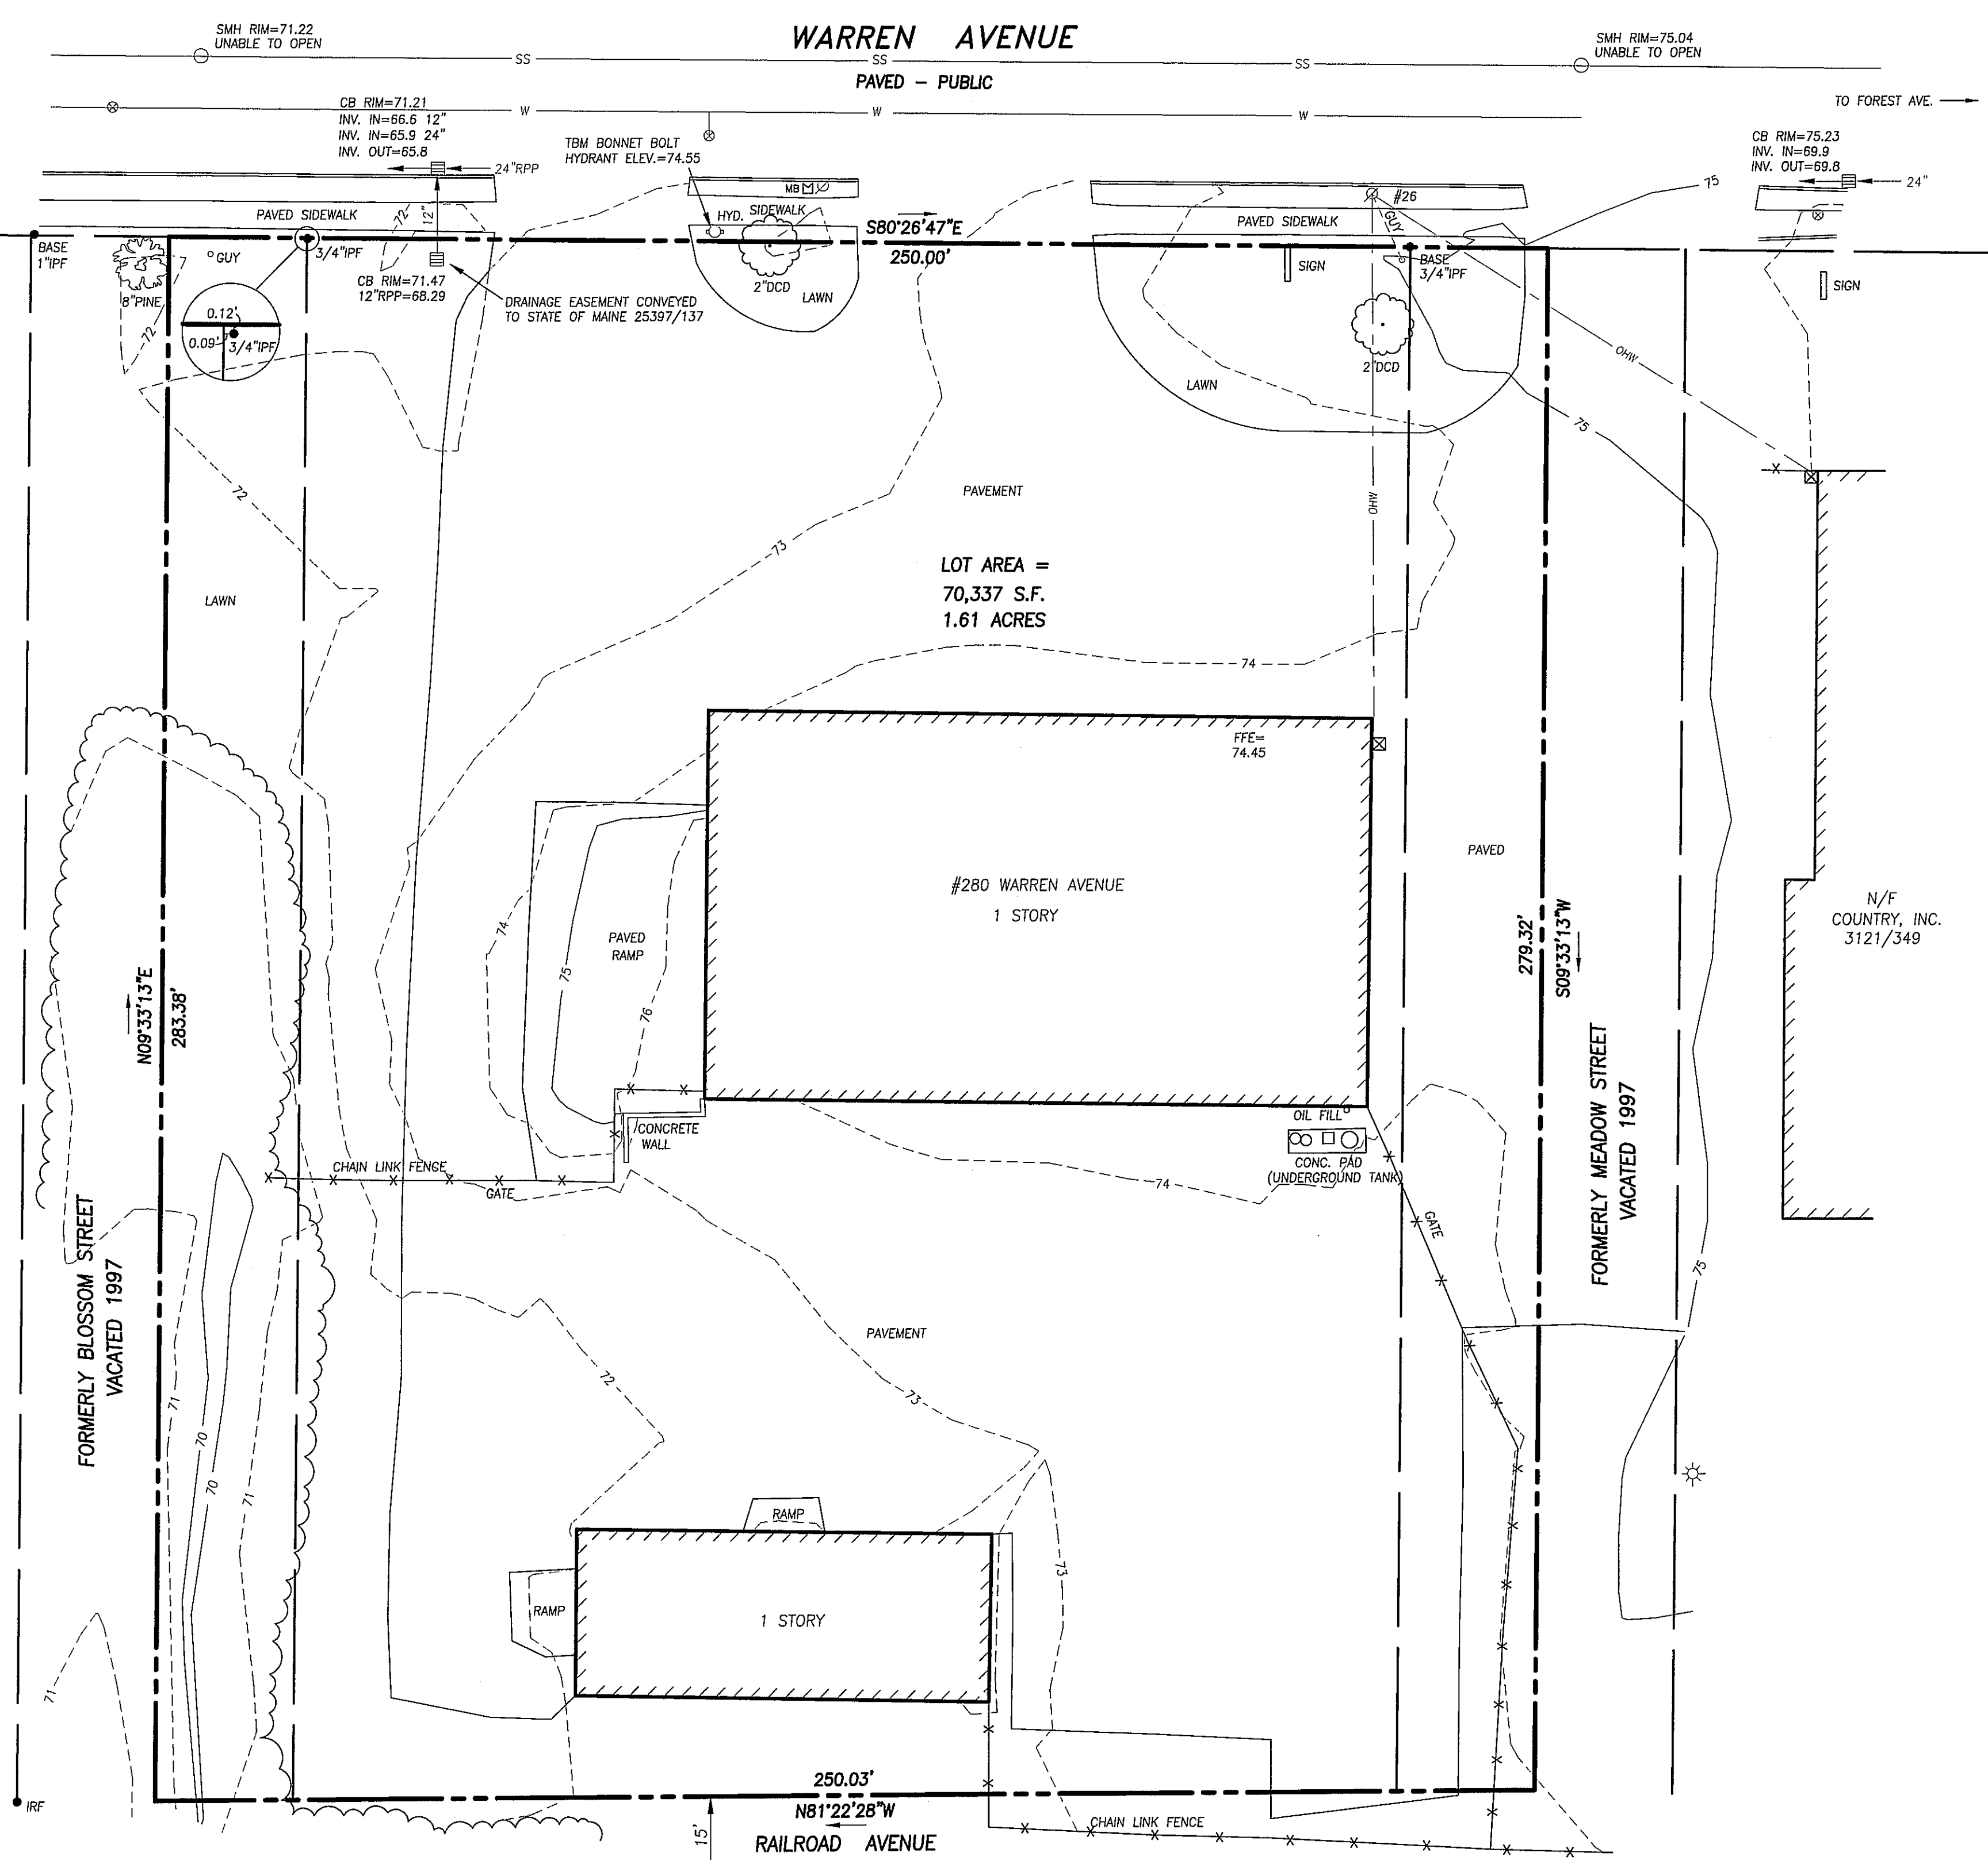 SMH RIM=71.22
UNABLE TO OPEN
WARREN AVENUE
SMH RIM=75.04
UNABLE TO OPEN
SS
SS
SS
PAVED - PUBLIC
CB RIM=71.21
INV. IN=66.6 12"
INV. IN=65.9 24"
INV. OUT=65.8
W
W
W
TO FOREST AVE.
TBM BONNET BOLT
HYDRANT ELEV.=74.55
CB RIM=75.23
INV. IN=69.9
INV. OUT=69.8
24"RPP
24"
MB
#26
75
PAVED SIDEWALK
72
12"
HYD.
SIDEWALK
S80°26'47"E
250.00'
PAVED SIDEWALK
GUY
BASE
1"IPF
GUY
3/4"IPF
BASE
3/4"IPF
SIGN
SIGN
8"PINE
CB RIM=71.47
12"RPP=68.29
2"DCD
LAWN
DRAINAGE EASEMENT CONVEYED
TO STATE OF MAINE 25397/137
0.12'
0.09'
3/4"IPF
72
OHW
2"DCD
LAWN
75
72
PAVEMENT
OHW
73
LOT AREA =
70,337 S.F.
1.61 ACRES
LAWN
74
FFE=
74.45
PAVED
#280 WARREN AVENUE
1 STORY
N/F
COUNTRY, INC.
3121/349
74
PAVED
RAMP
75
76
279.32'
S09°33'13"W
N09°33'13"E
283.38'
FORMERLY MEADOW STREET
VACATED 1997
OIL FILL
CONCRETE
WALL
CONC. PAD
(UNDERGROUND TANK)
CHAIN LINK FENCE
GATE
74
GATE
FORMERLY BLOSSOM STREET
VACATED 1997
75
PAVEMENT
72
73
71
70
70
71
RAMP
73
RAMP
1 STORY
71
250.03'
N81°22'28"W
IRF
15'
RAILROAD AVENUE
CHAIN LINK FENCE